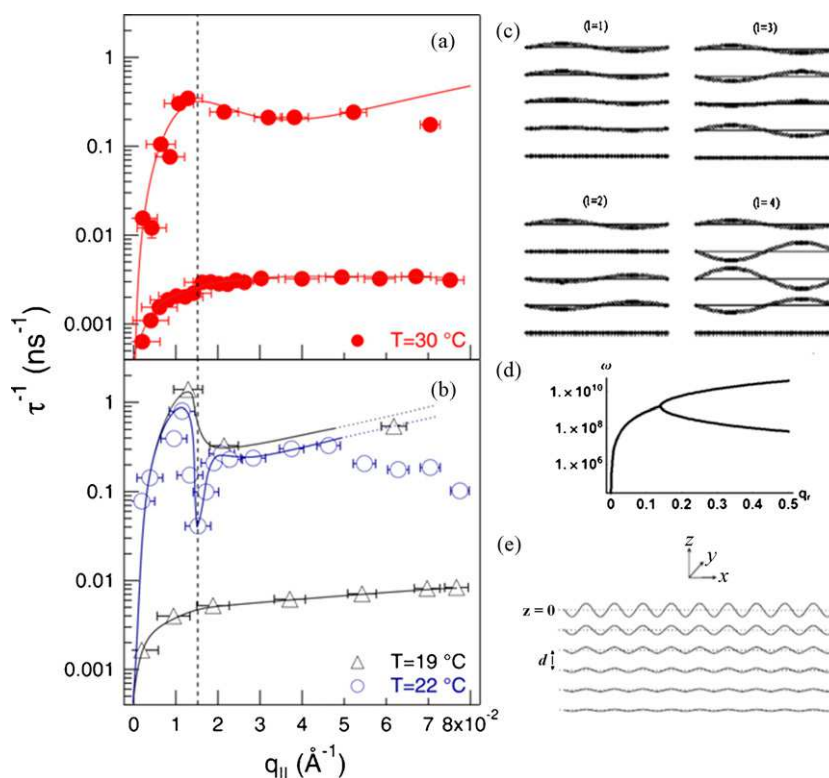 (a)
1
0.1
0.01
0.001
T=30 °C
τ⁻¹ (ns⁻¹)
(b)
1
0.1
0.01
0.001
T=19 °C
T=22 °C
0 1 2 3 4 5 6 7 8x10⁻²
q|| (Å⁻¹)
(c)
(l=1) (l=3)
(l=2) (l=4)
(d)
ω
1. × 10¹⁰
1. × 10⁸
1. × 10⁶
0 0.1 0.2 0.3 0.4 0.5
(e)
z
y
x
z = 0
d